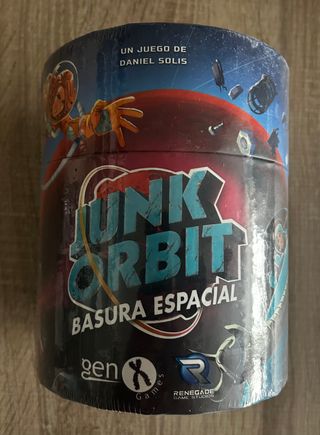 UN JUEGO DE
DANIEL SOLIS
JUNK
ORBIT
BASURA ESPACIAL
gen X
Games
RENEGADE
GAME STUDIOS